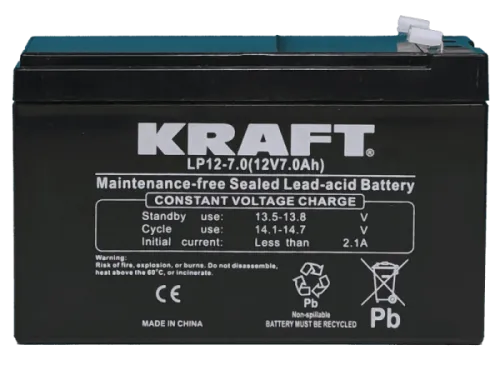 KRAFT®
LP12-7.0(12V7.0Ah)
Maintenance-free Sealed Lead-acid Battery
CONSTANT VOLTAGE CHARGE
Standby use: 13.5-13.8 V
Cycle use: 14.1-14.7 V
Initial current: Less than 2.1A
Warning:
Risk of fire, explosion, or burns. Do not disassemble,
heat above the 60°C, or incinerate.
CE
Pb
Pb
Non-spillable
MADE IN CHINA
BATTERY MUST BE RECYCLED